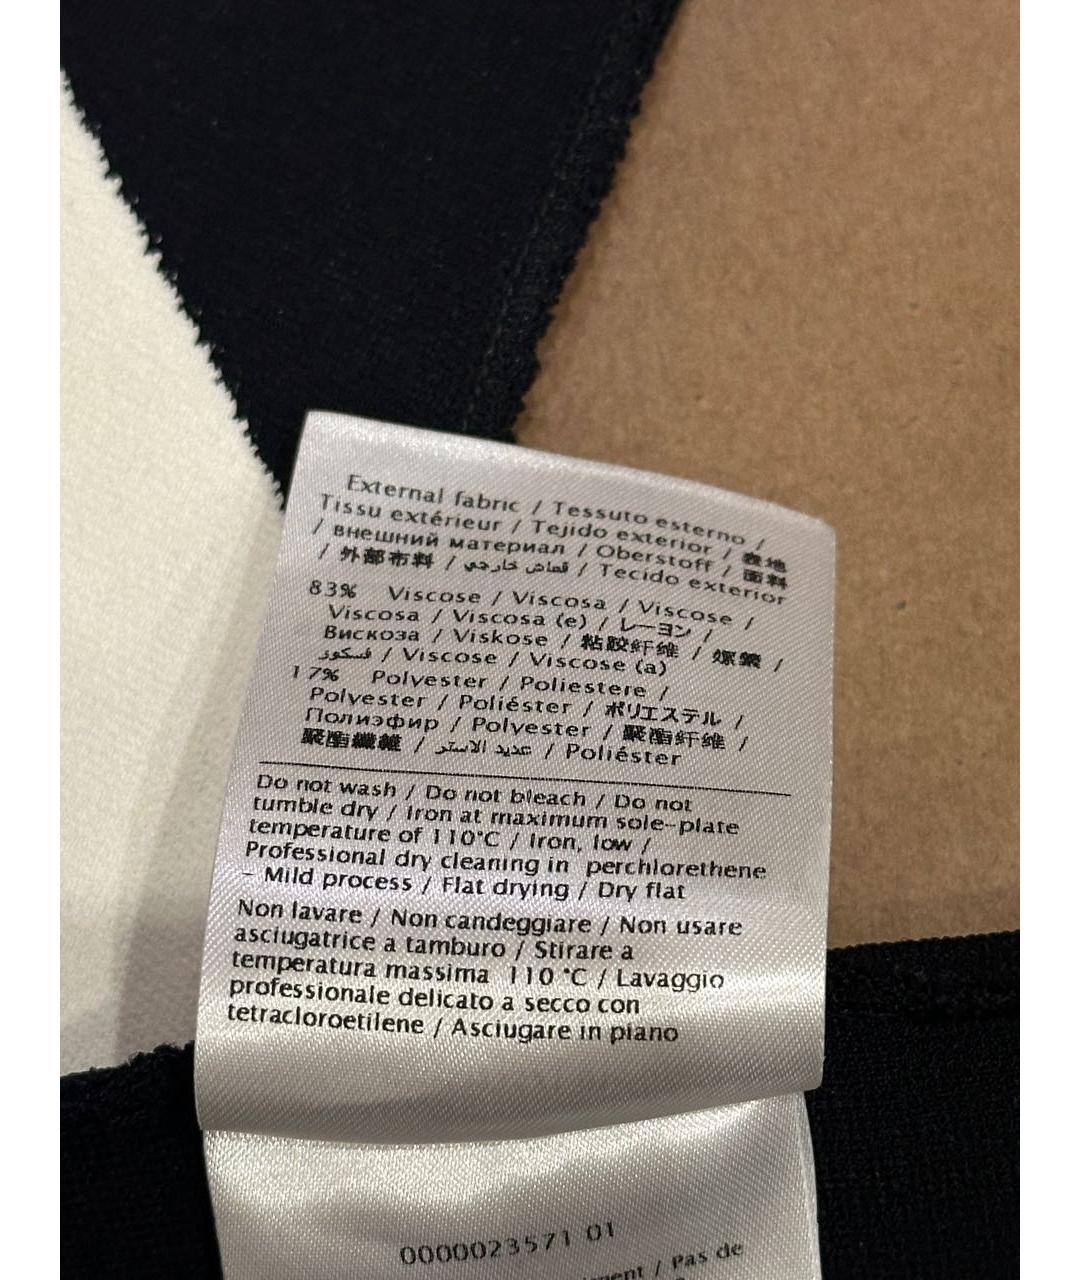 External fabric / Tessuto esterno /
Tissu extérieur / Tejido exterior / 表地
/ внешний материал / Oberstoff / 面料
/ 外部布料 / قماش خارجي / Tecido exterior
83% Viscose / Viscosa / Viscose /
Viscosa / Viscosa (e) / レーヨン /
Вискоза / Viskose / 粘胶纤维 / 嫘縈 /
فسكوز / Viscose / Viscose (a)
17% Polyester / Poliestere /
Polyester / Poliéster / ポリエステル /
Полиэфир / Polyester / 聚酯纤维 /
聚酯纖維 / عديد الاستر / Poliéster
Do not wash / Do not bleach / Do not
tumble dry / Iron at maximum sole-plate
temperature of 110°C / Iron, low /
Professional dry cleaning in perchlorethene
- Mild process / Flat drying / Dry flat
Non lavare / Non candeggiare / Non usare
asciugatrice a tamburo / Stirare a
temperatura massima 110 °C / Lavaggio
professionale delicato a secco con
tetracloroetilene / Asciugare in piano
0000023571 01
/ Pas de